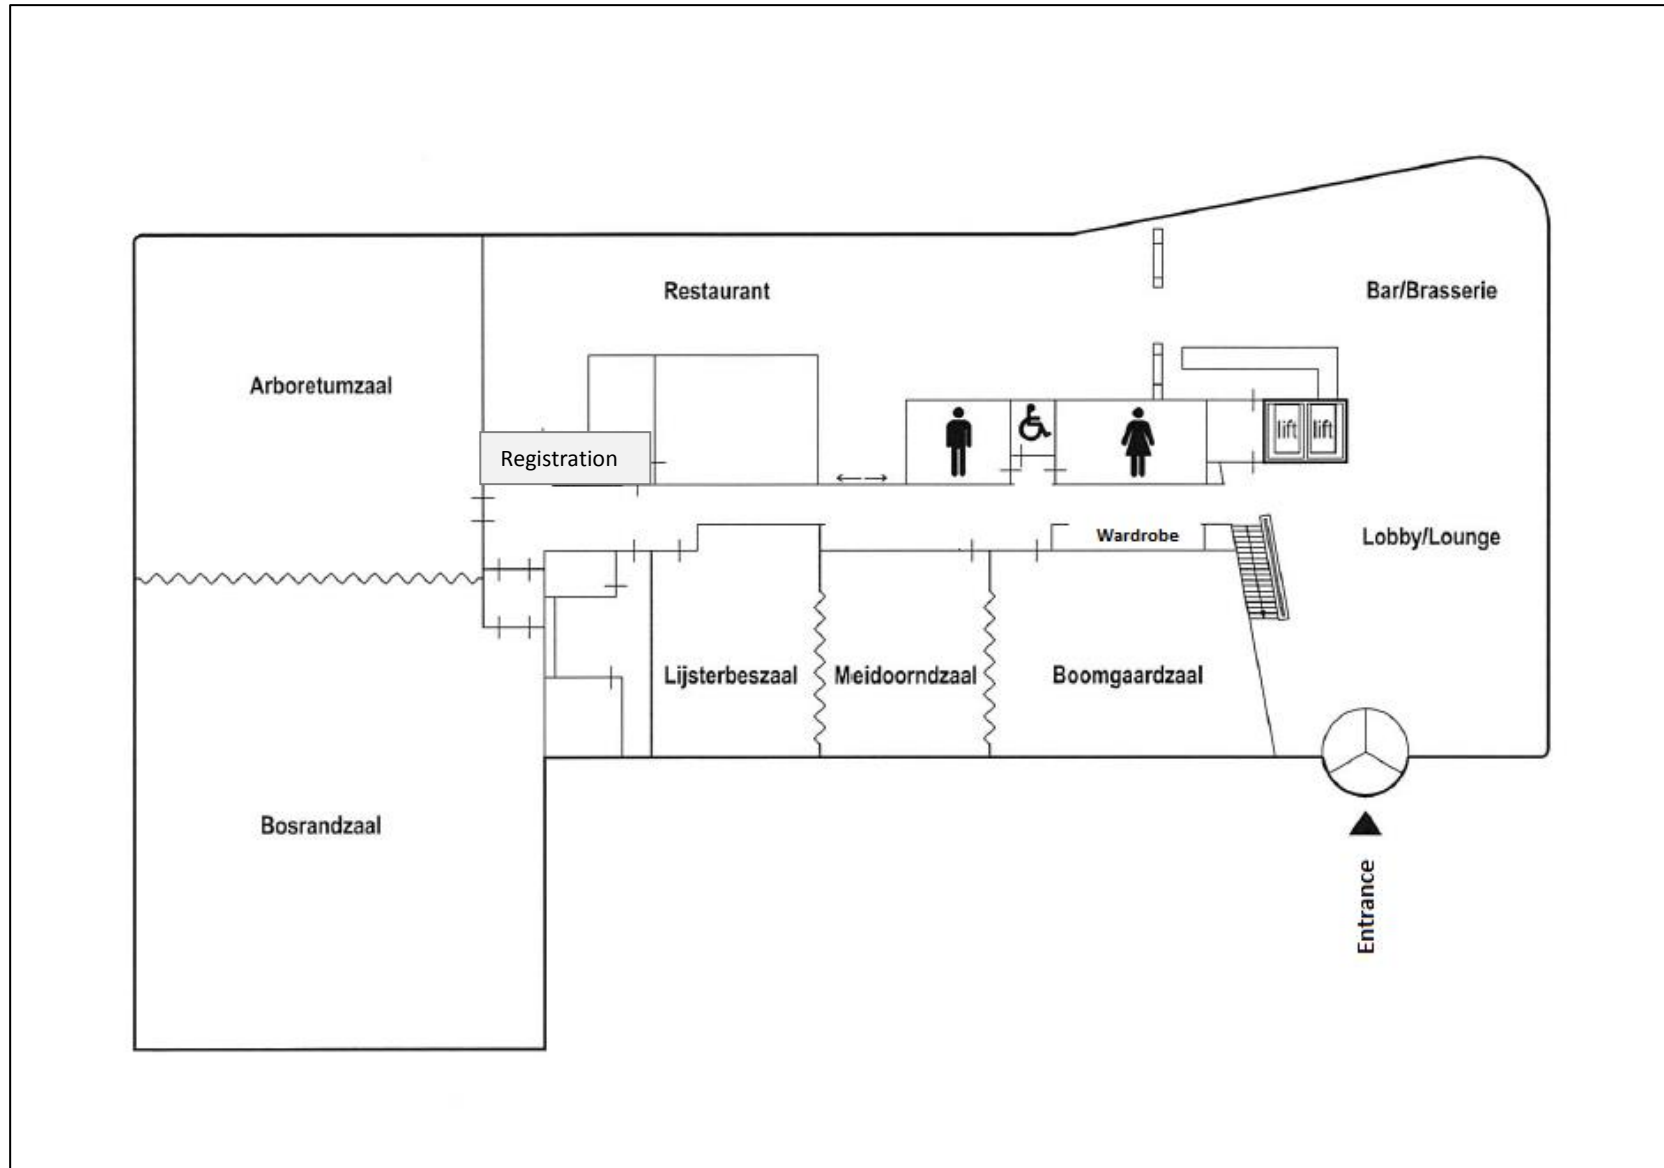 Restaurant
Bar/Brasserie
Arboretumzaal
Registration
lift
lift
Wardrobe
Lobby/Lounge
Lijsterbeszaal
Meidoorndzaal
Boomgaardzaal
Bosrandzaal
Entrance